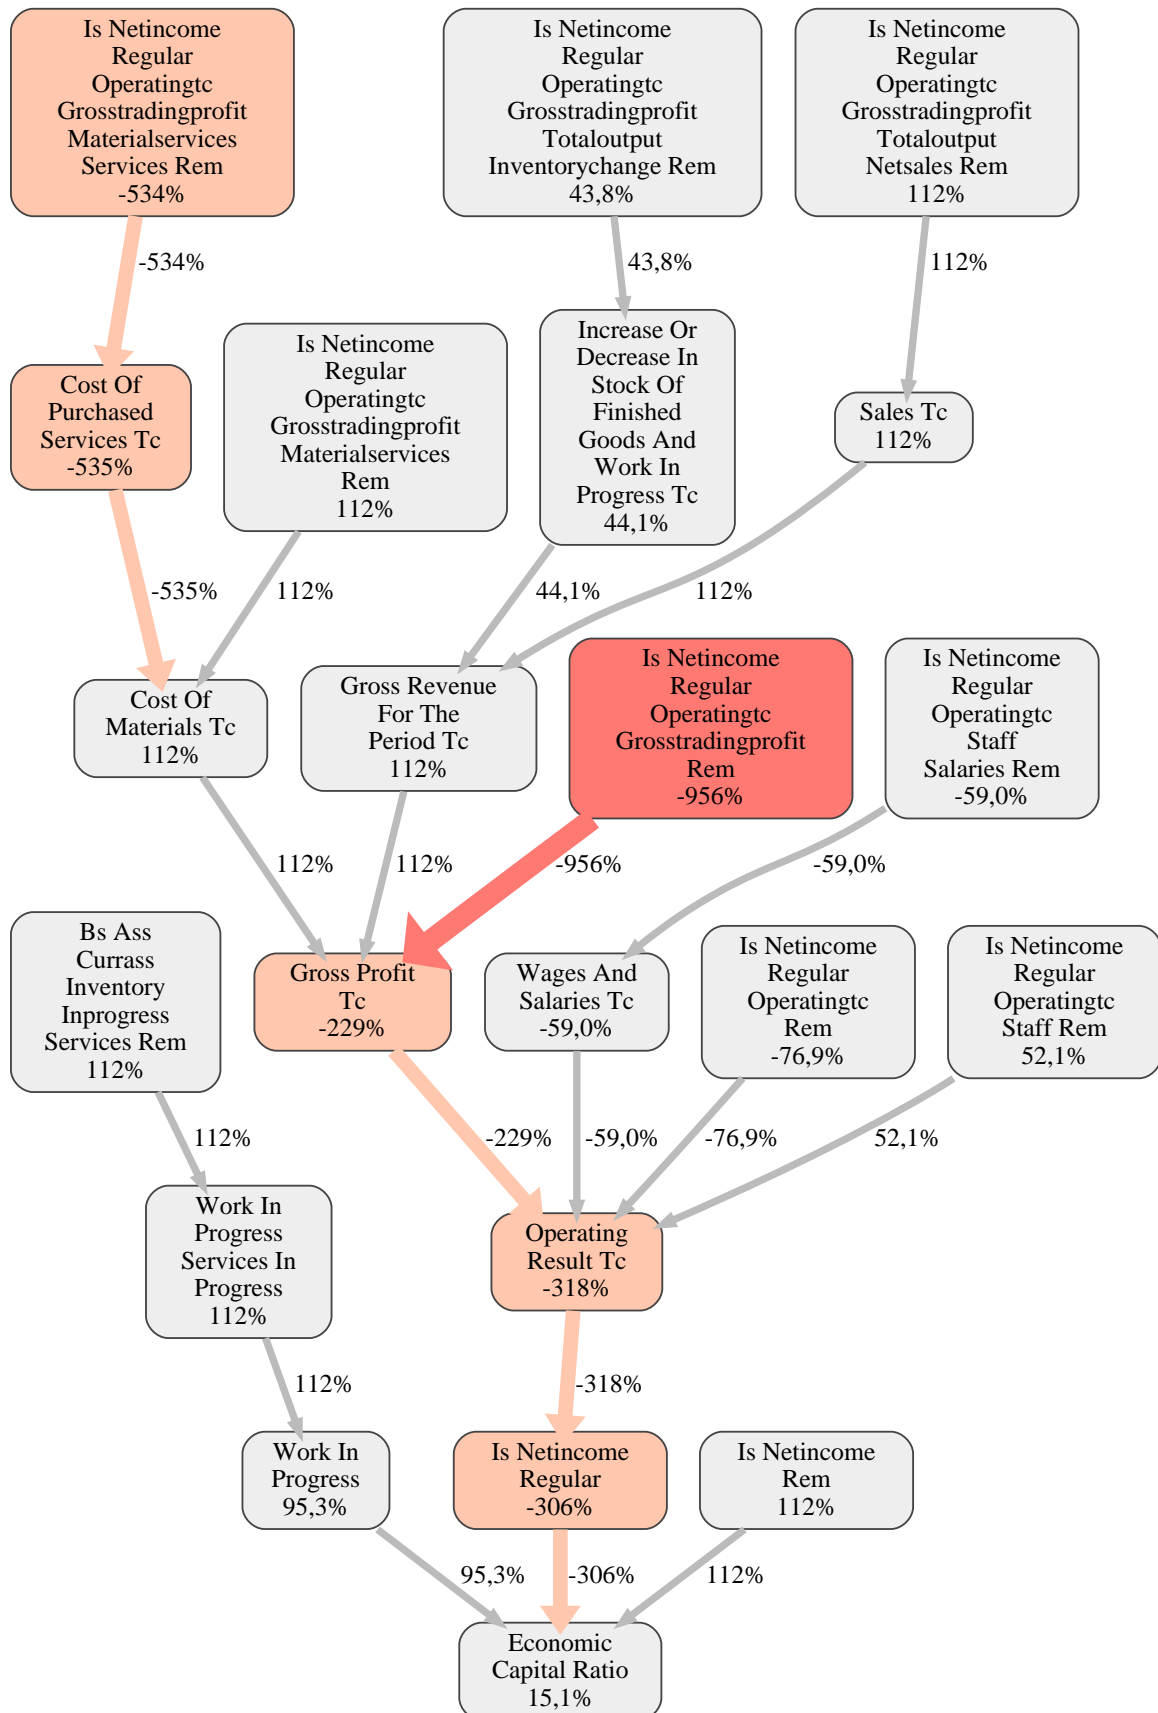 Is Netincome
Regular
Operatingtc
Grosstradingprofit
Materialservices
Services Rem
-534%
Is Netincome
Regular
Operatingtc
Grosstradingprofit
Totaloutput
Inventorychange Rem
43,8%
Is Netincome
Regular
Operatingtc
Grosstradingprofit
Totaloutput
Netsales Rem
112%
-534%
43,8%
112%
Cost Of
Purchased
Services Tc
-535%
Is Netincome
Regular
Operatingtc
Grosstradingprofit
Materialservices
Rem
112%
Increase Or
Decrease In
Stock Of
Finished
Goods And
Work In
Progress Tc
44,1%
Sales Tc
112%
-535%
112%
44,1%
112%
Cost Of
Materials Tc
112%
Gross Revenue
For The
Period Tc
112%
Is Netincome
Regular
Operatingtc
Grosstradingprofit
Rem
-956%
Is Netincome
Regular
Operatingtc
Staff
Salaries Rem
-59,0%
112%
112%
-956%
-59,0%
Bs Ass
Currass
Inventory
Inprogress
Services Rem
112%
Gross Profit
Tc
-229%
Wages And
Salaries Tc
-59,0%
Is Netincome
Regular
Operatingtc
Rem
-76,9%
Is Netincome
Regular
Operatingtc
Staff Rem
52,1%
112%
-229%
-59,0%
-76,9%
52,1%
Work In
Progress
Services In
Progress
112%
Operating
Result Tc
-318%
112%
-318%
Work In
Progress
95,3%
Is Netincome
Regular
-306%
Is Netincome
Rem
112%
95,3%
-306%
112%
Economic
Capital Ratio
15,1%